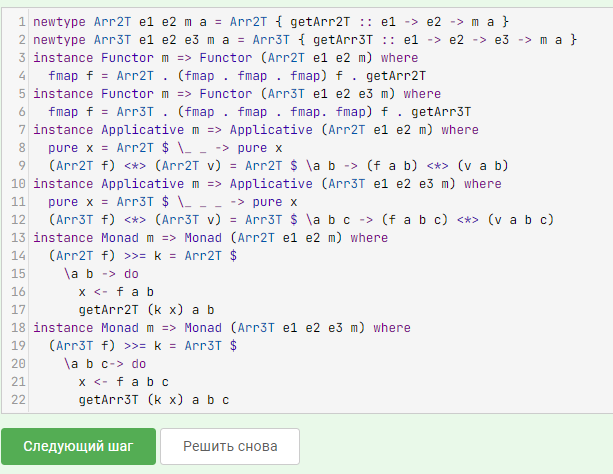 1 newtype Arr2T e1 e2 m a = Arr2T { getArr2T :: e1 -> e2 -> m a }
2 newtype Arr3T e1 e2 e3 m a = Arr3T { getArr3T :: e1 -> e2 -> e3 -> m a }
3 instance Functor m => Functor (Arr2T e1 e2 m) where
4   fmap f = Arr2T . (fmap . fmap . fmap) f . getArr2T
5 instance Functor m => Functor (Arr3T e1 e2 e3 m) where
6   fmap f = Arr3T . (fmap . fmap . fmap. fmap) f . getArr3T
7 instance Applicative m => Applicative (Arr2T e1 e2 m) where
8   pure x = Arr2T $ \_ _ -> pure x
9   (Arr2T f) <*> (Arr2T v) = Arr2T $ \a b -> (f a b) <*> (v a b)
10 instance Applicative m => Applicative (Arr3T e1 e2 e3 m) where
11   pure x = Arr3T $ \_ _ _ -> pure x
12   (Arr3T f) <*> (Arr3T v) = Arr3T $ \a b c -> (f a b c) <*> (v a b c)
13 instance Monad m => Monad (Arr2T e1 e2 m) where
14   (Arr2T f) >>= k = Arr2T $
15     \a b -> do
16       x <- f a b
17       getArr2T (k x) a b
18 instance Monad m => Monad (Arr3T e1 e2 e3 m) where
19   (Arr3T f) >>= k = Arr3T $
20     \a b c-> do
21       x <- f a b c
22       getArr3T (k x) a b c
Следующий шаг
Решить снова